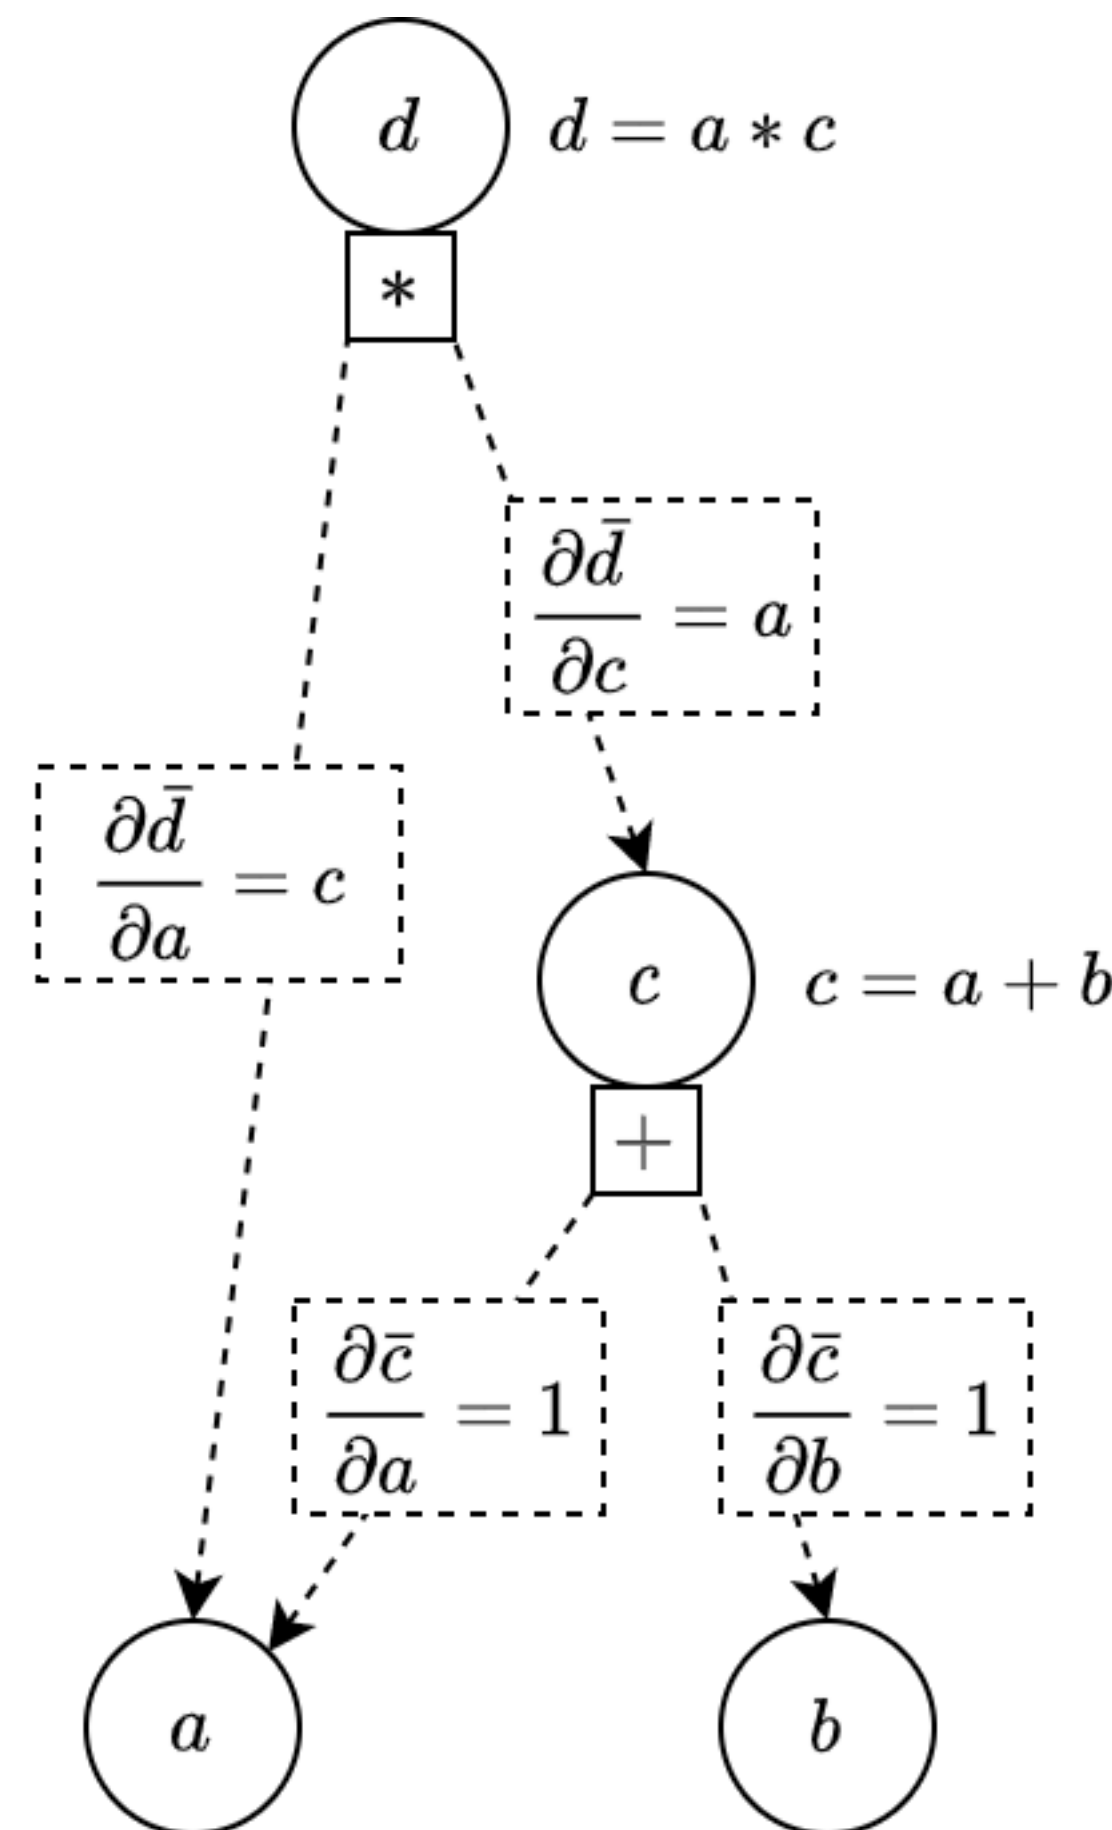 d
d = a * c
*
∂d̄/∂c = a
∂d̄/∂a = c
c
c = a + b
+
∂c̄/∂a = 1
∂c̄/∂b = 1
a
b